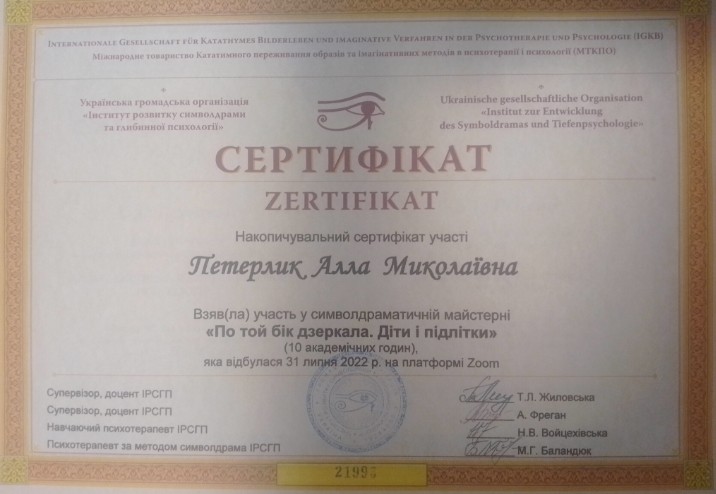 INTERNATIONALE GESELLSCHAFT FÜR KATATHYMES BILDERLEBEN UND IMAGINATIVE VERFAHREN IN DER PSYCHOTHERAPIE UND PSYCHOLOGIE (IGKB)
Міжнародне товариство Кататимного переживання образів та імагінативних методів в психотерапії і психології (МТКПО)
Українська громадська організація
«Інститут розвитку символдрами
та глибинної психології»
Ukrainische gesellschaftliche Organisation
«Institut zur Entwicklung
des Symboldramas und Tiefenpsychologie»
СЕРТИФІКАТ
ZERTIFIKAT
Накопичувальний сертифікат участі
Петерлик Алла Миколаївна
Взяв(ла) участь у символдраматичній майстерні
«По той бік дзеркала. Діти і підлітки»
(10 академічних годин),
яка відбулася 31 липня 2022 р. на платформі Zoom
Супервізор, доцент ІРСГП Т.Л. Жиловська
Супервізор, доцент ІРСГП А. Фреган
Навчаючий психотерапевт ІРСГП Н.В. Войцехівська
Психотерапевт за методом символдрама ІРСГП М.Г. Баландюк